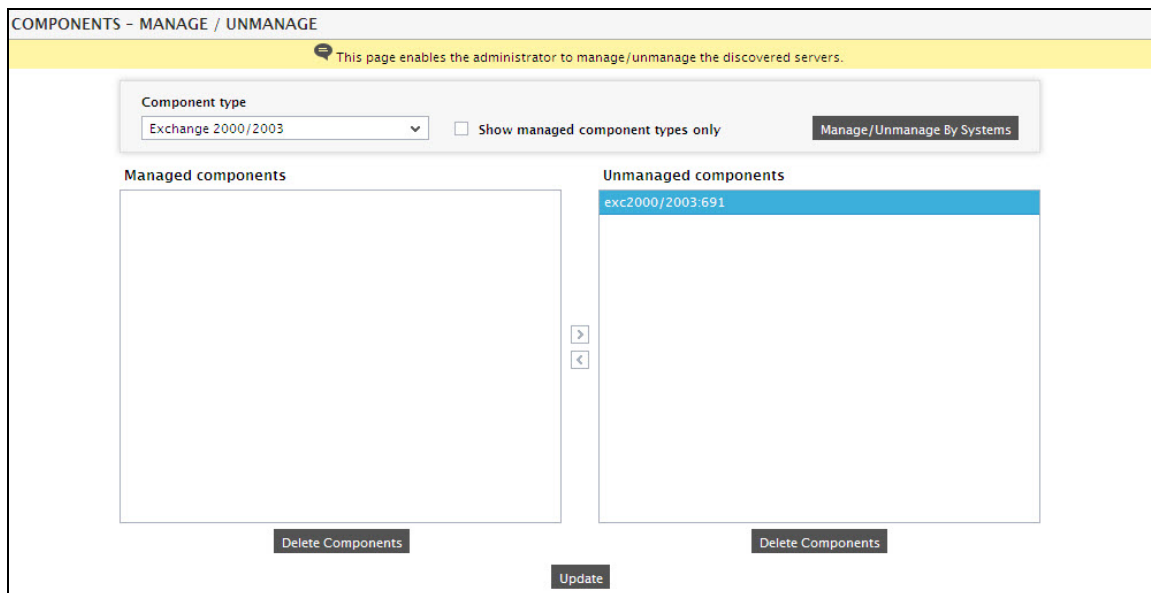 COMPONENTS - MANAGE / UNMANAGE
This page enables the administrator to manage/unmanage the discovered servers.
Component type
Exchange 2000/2003
Show managed component types only
Manage/Unmanage By Systems
Managed components
Unmanaged components
exc2000/2003:691
>
<
Delete Components
Delete Components
Update